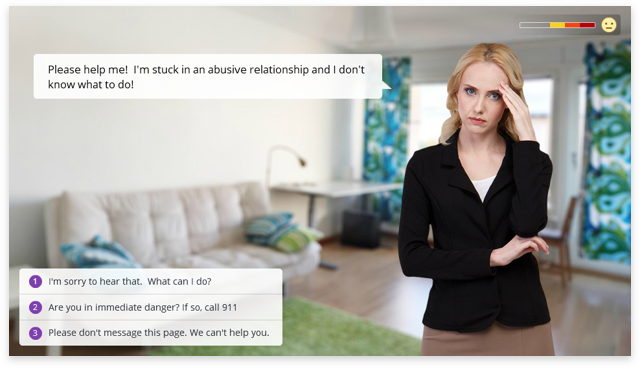 Please help me!  I'm stuck in an abusive relationship and I don't
know what to do!
1 I'm sorry to hear that.  What can I do?
2 Are you in immediate danger? If so, call 911
3 Please don't message this page. We can't help you.